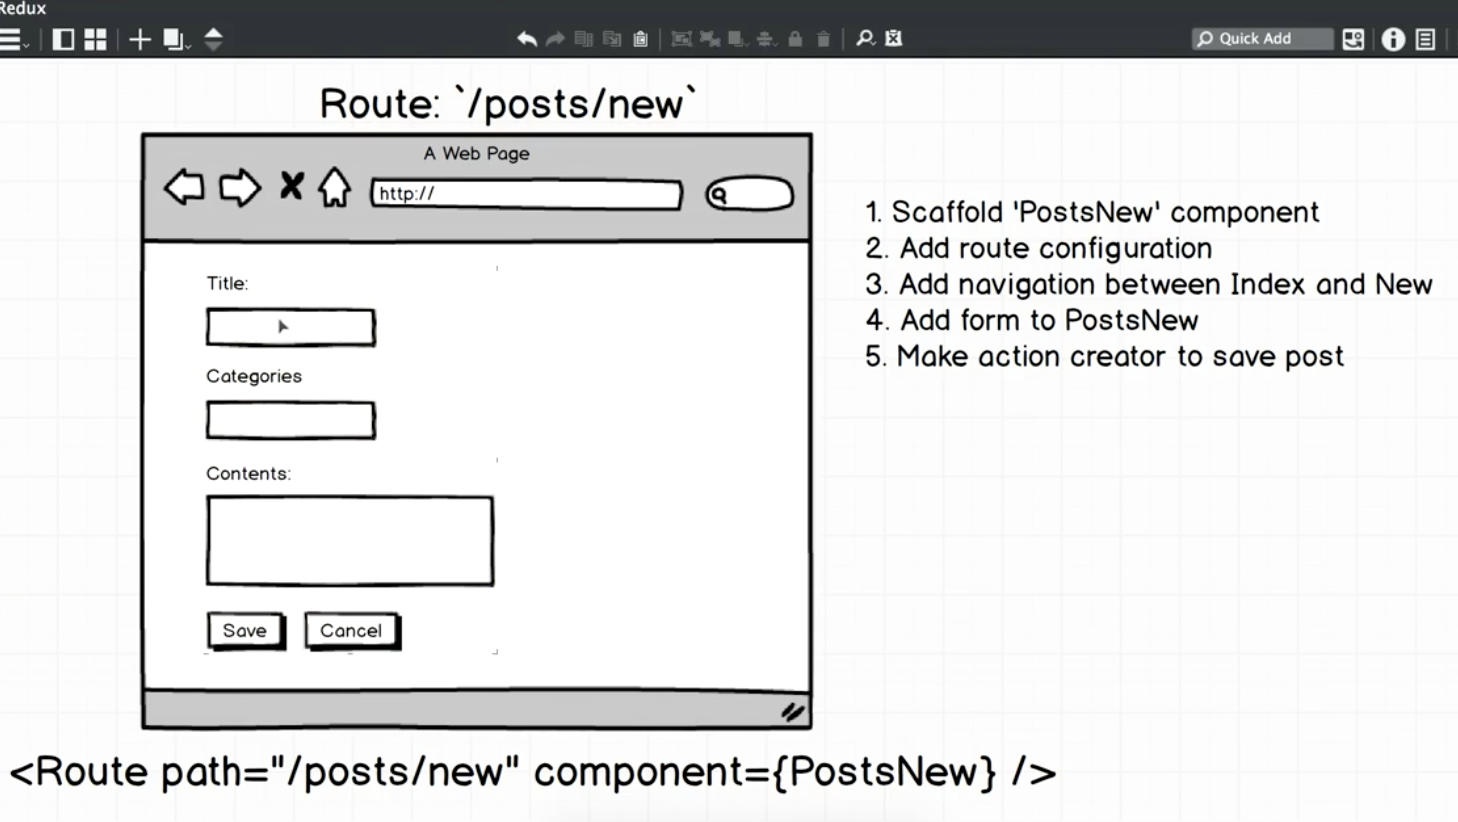 Redux
Quick Add
Route: `/posts/new`
A Web Page
http://
Title:
Categories
Contents:
Save
Cancel
1. Scaffold 'PostsNew' component
2. Add route configuration
3. Add navigation between Index and New
4. Add form to PostsNew
5. Make action creator to save post
<Route path="/posts/new" component={PostsNew} />